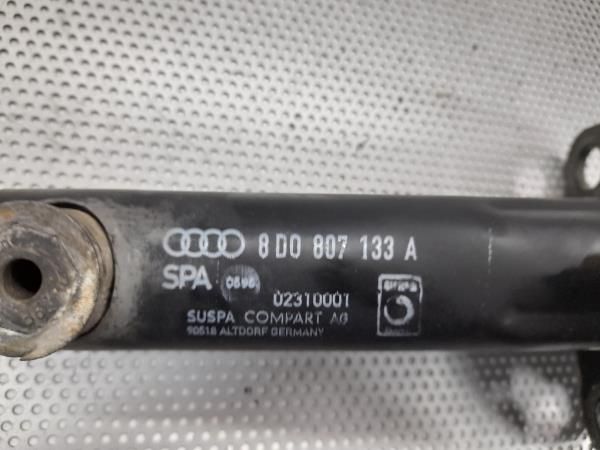 8D0 807 133 A
SPA
02310001
SUSPA COMPART AG
90518 ALTDORF GERMANY